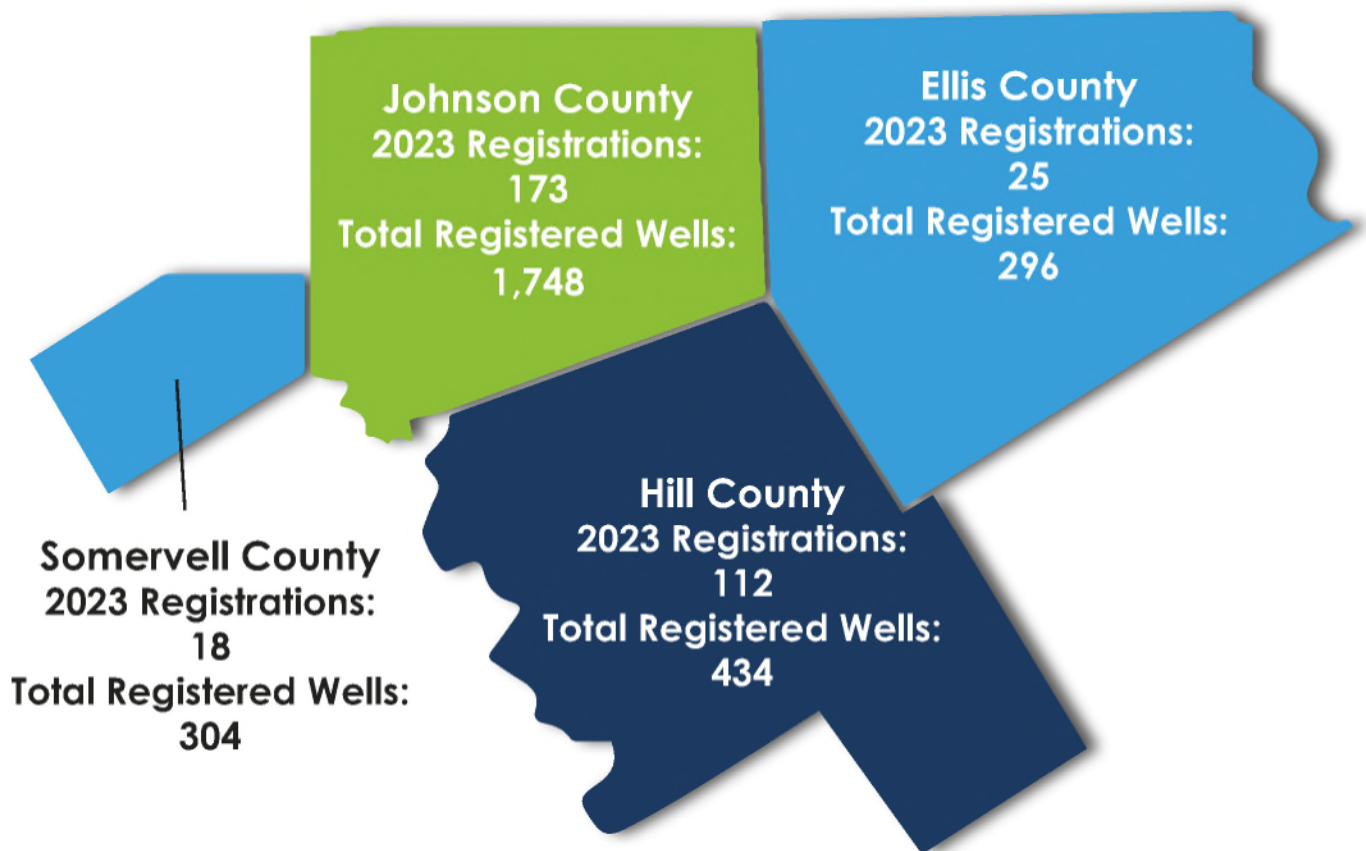 Johnson County
2023 Registrations:
173
Total Registered Wells:
1,748
Ellis County
2023 Registrations:
25
Total Registered Wells:
296
Somervell County
2023 Registrations:
18
Total Registered Wells:
304
Hill County
2023 Registrations:
112
Total Registered Wells:
434